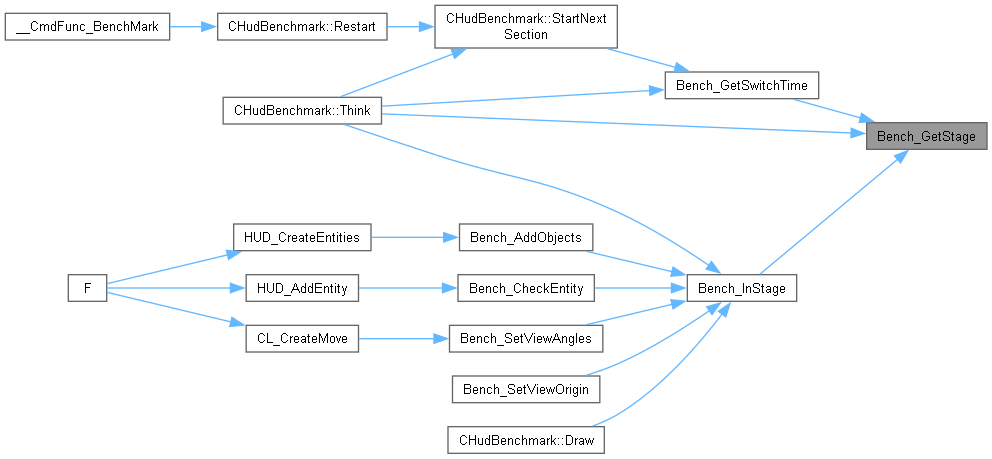 __CmdFunc_BenchMark
CHudBenchmark::Restart
CHudBenchmark::StartNext
Section
Bench_GetSwitchTime
CHudBenchmark::Think
Bench_GetStage
HUD_CreateEntities
Bench_AddObjects
F
HUD_AddEntity
Bench_CheckEntity
Bench_InStage
CL_CreateMove
Bench_SetViewAngles
Bench_SetViewOrigin
CHudBenchmark::Draw